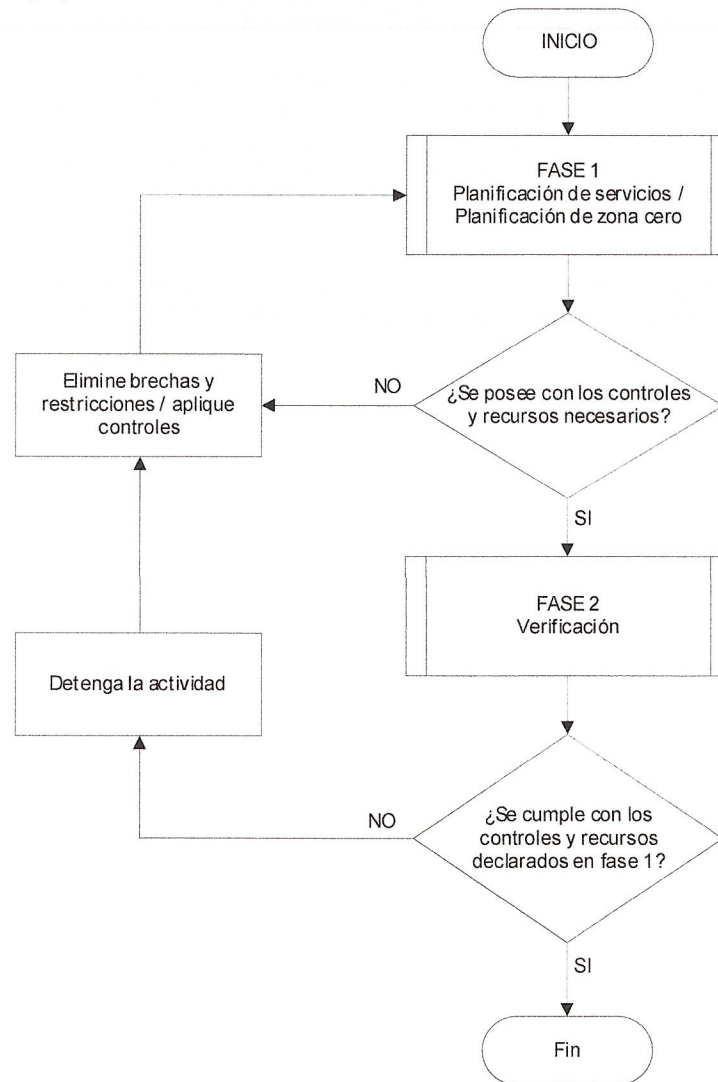 INICIO
FASE 1
Planificación de servicios /
Planificación de zona cero
Elimine brechas y
restricciones / aplique
controles
NO
¿Se posee con los controles
y recursos necesarios?
SI
FASE 2
Verificación
Detenga la actividad
NO
¿Se cumple con los
controles y recursos
declarados en fase 1?
SI
Fin